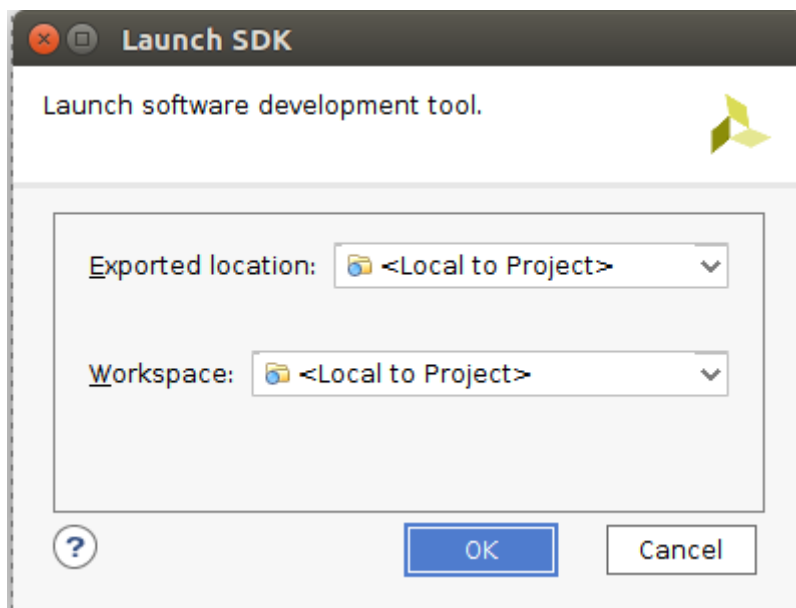 Launch SDK
Launch software development tool.
Exported location: <Local to Project>
Workspace: <Local to Project>
?
OK Cancel